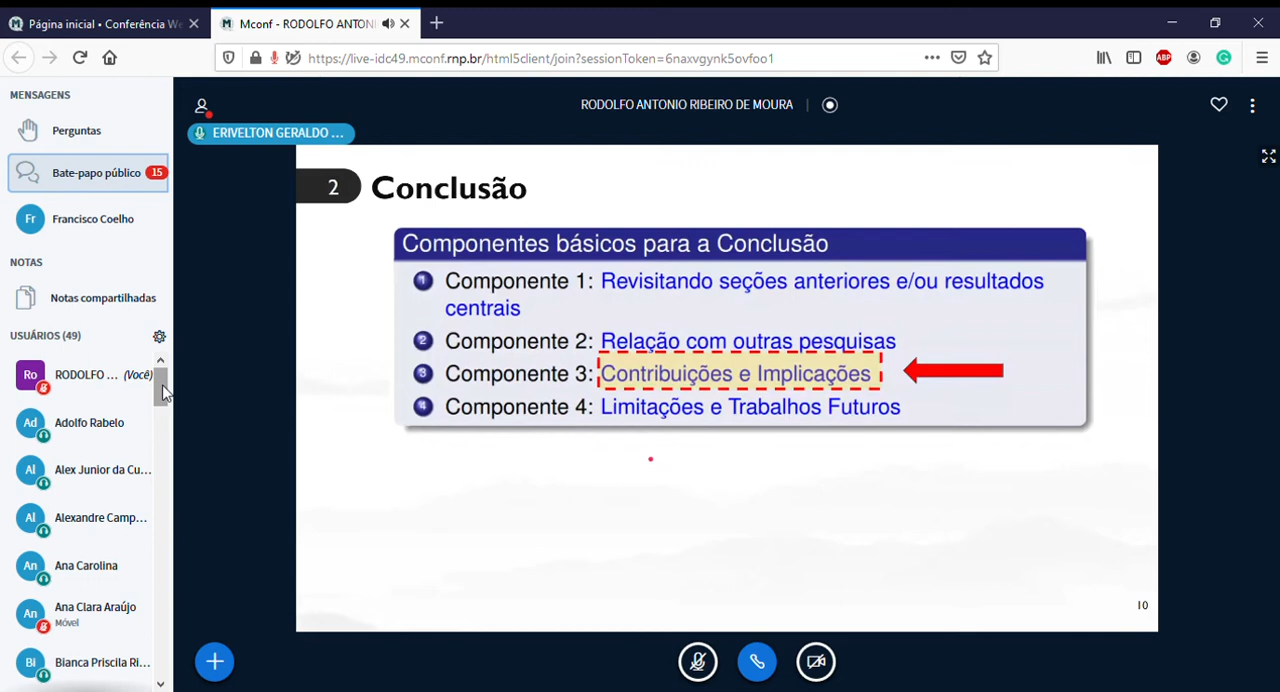 Página inicial • Conferência We
Mconf - RODOLFO ANTONI
https://live-idc49.mconf.rnp.br/html5client/join?sessionToken=6naxvgynk5ovfoo1
ABP
MENSAGENS
Perguntas
Bate-papo público 15
Fr Francisco Coelho
NOTAS
Notas compartilhadas
USUÁRIOS (49)
Ro RODOLFO ... (Você)
Ad Adolfo Rabelo
Al Alex Junior da Cu...
Al Alexandre Camp...
An Ana Carolina
An Ana Clara Araújo
Móvel
Bi Bianca Priscila Ri...
RODOLFO ANTONIO RIBEIRO DE MOURA
ERIVELTON GERALDO ...
2 Conclusão
Componentes básicos para a Conclusão
1 Componente 1: Revisitando seções anteriores e/ou resultados
centrais
2 Componente 2: Relação com outras pesquisas
3 Componente 3: Contribuições e Implicações
4 Componente 4: Limitações e Trabalhos Futuros
10